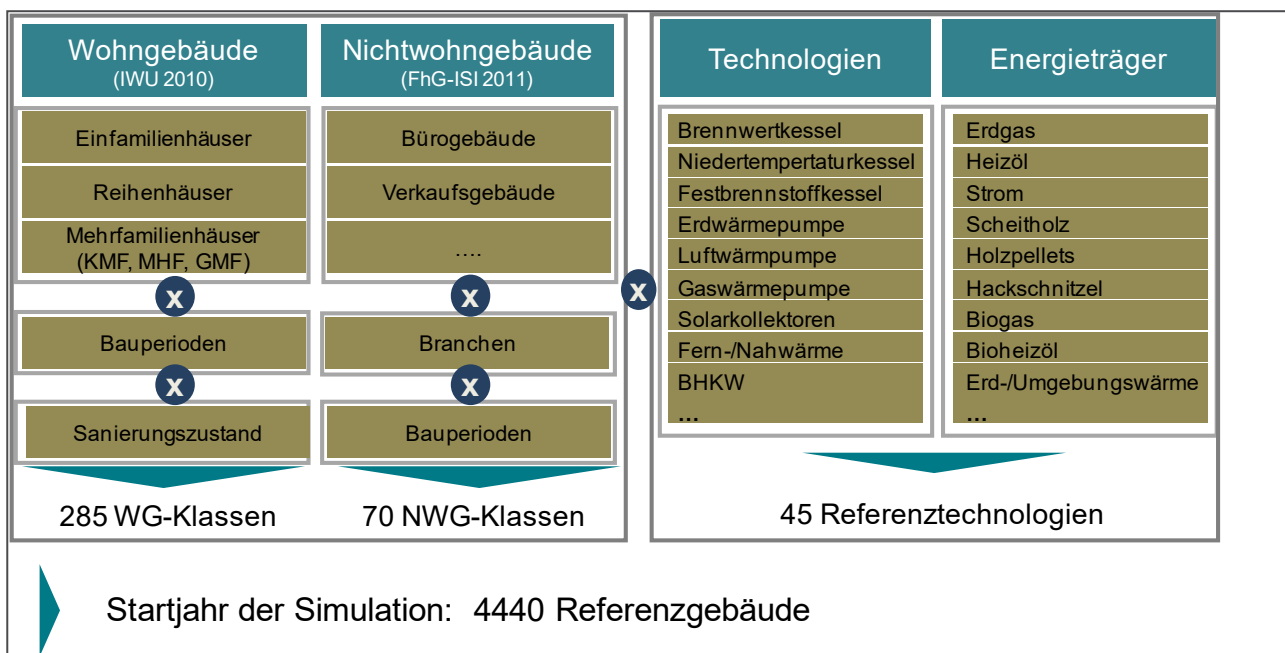 Wohngebäude
(IWU 2010)
Einfamilienhäuser
Reihenhäuser
Mehrfamilienhäuser
(KMF, MHF, GMF)
x
Bauperioden
x
Sanierungszustand
285 WG-Klassen
Nichtwohngebäude
(FhG-ISI 2011)
Bürogebäude
Verkaufsgebäude
....
x
Branchen
x
Bauperioden
70 NWG-Klassen
x
Technologien
Brennwertkessel
Niedertempertaturkessel
Festbrennstoffkessel
Erdwärmepumpe
Luftwärmpumpe
Gaswärmepumpe
Solarkollektoren
Fern-/Nahwärme
BHKW
...
Energieträger
Erdgas
Heizöl
Strom
Scheitholz
Holzpellets
Hackschnitzel
Biogas
Bioheizöl
Erd-/Umgebungswärme
...
45 Referenztechnologien
Startjahr der Simulation: 4440 Referenzgebäude